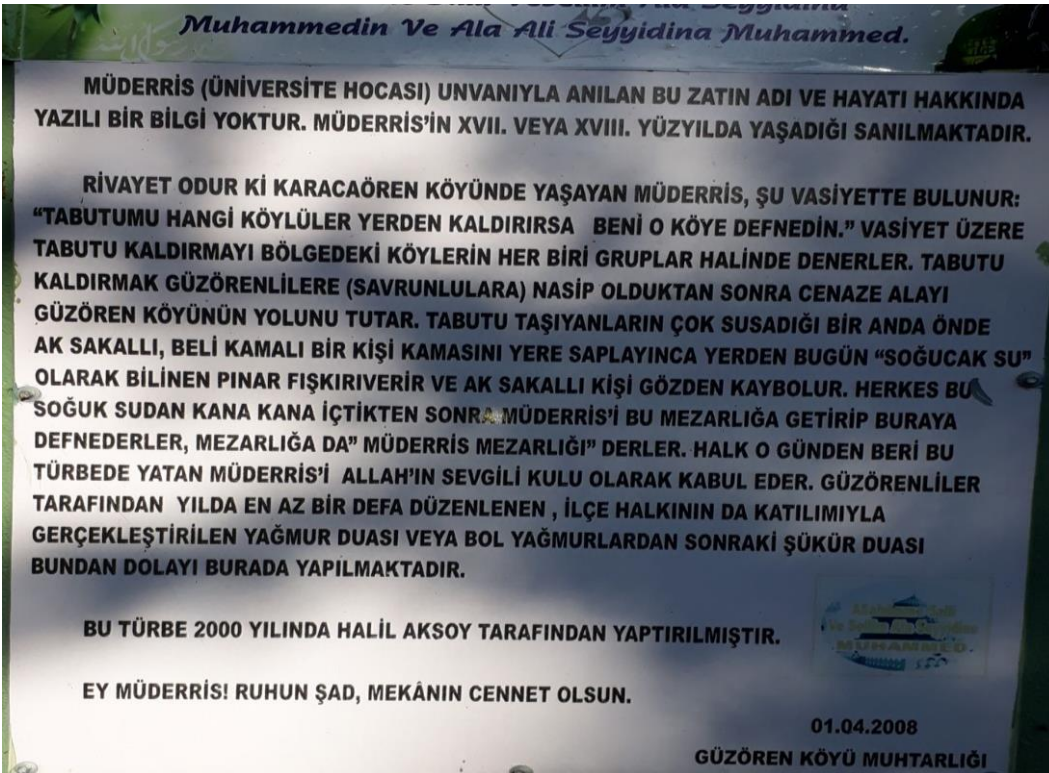 Muhammedin Ve Ala Ali Seyyidina Muhammed.
MÜDERRİS (ÜNİVERSİTE HOCASI) UNVANIYLA ANILAN BU ZATIN ADI VE HAYATI HAKKINDA
YAZILI BİR BİLGİ YOKTUR. MÜDERRİS'İN XVII. VEYA XVIII. YÜZYILDA YAŞADIĞI SANILMAKTADIR.
RİVAYET ODUR Kİ KARACAÖREN KÖYÜNDE YAŞAYAN MÜDERRİS, ŞU VASİYETTE BULUNUR:
“TABUTUMU HANGİ KÖYLÜLER YERDEN KALDIRIRSA BENİ O KÖYE DEFNEDİN.” VASİYET ÜZERE
TABUTU KALDIRMAYI BÖLGEDEKİ KÖYLERİN HER BİRİ GRUPLAR HALİNDE DENERLER. TABUTU
KALDIRMAK GÜZÖRENLİLERE (SAVRUNLULARA) NASİP OLDUKTAN SONRA CENAZE ALAYI
GÜZÖREN KÖYÜNÜN YOLUNU TUTAR. TABUTU TAŞIYANLARIN ÇOK SUSADIĞI BİR ANDA ÖNDE
AK SAKALLI, BELİ KAMALI BİR KİŞİ KAMASINI YERE SAPLAYINCA YERDEN BUGÜN “SOĞUCAK SU”
OLARAK BİLİNEN PINAR FIŞKIRIVERİR VE AK SAKALLI KİŞİ GÖZDEN KAYBOLUR. HERKES BU
SOĞUK SUDAN KANA KANA İÇTİKTEN SONRA MÜDERRİS'İ BU MEZARLIĞA GETİRİP BURAYA
DEFNEDERLER, MEZARLIĞA DA” MÜDERRİS MEZARLIĞI” DERLER. HALK O GÜNDEN BERİ BU
TÜRBEDE YATAN MÜDERRİS'İ ALLAH'IN SEVGİLİ KULU OLARAK KABUL EDER. GÜZÖRENLİLER
TARAFINDAN YILDA EN AZ BİR DEFA DÜZENLENEN , İLÇE HALKININ DA KATILIMIYLA
GERÇEKLEŞTİRİLEN YAĞMUR DUASI VEYA BOL YAĞMURLARDAN SONRAKİ ŞÜKÜR DUASI
BUNDAN DOLAYI BURADA YAPILMAKTADIR.
BU TÜRBE 2000 YILINDA HALİL AKSOY TARAFINDAN YAPTIRILMIŞTIR.
EY MÜDERRİS! RUHUN ŞAD, MEKÂNIN CENNET OLSUN.
01.04.2008
GÜZÖREN KÖYÜ MUHTARLIĞI
MUHAMMED